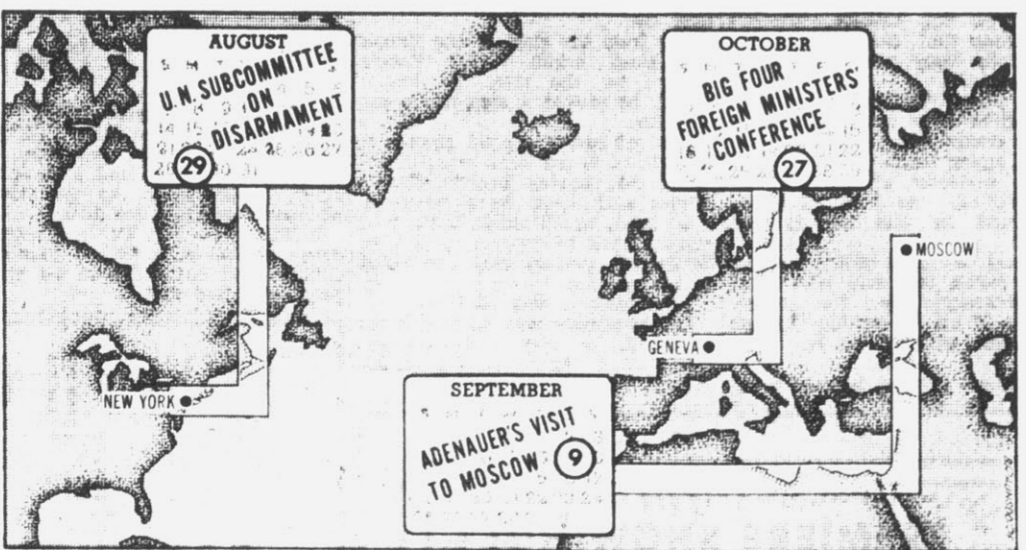 AUGUST
U.N. SUBCOMMITTEE
ON
DISARMAMENT
29
OCTOBER
BIG FOUR
FOREIGN MINISTERS'
CONFERENCE
27
MOSCOW
GENEVA
NEW YORK
SEPTEMBER
ADENAUER'S VISIT
TO MOSCOW
9